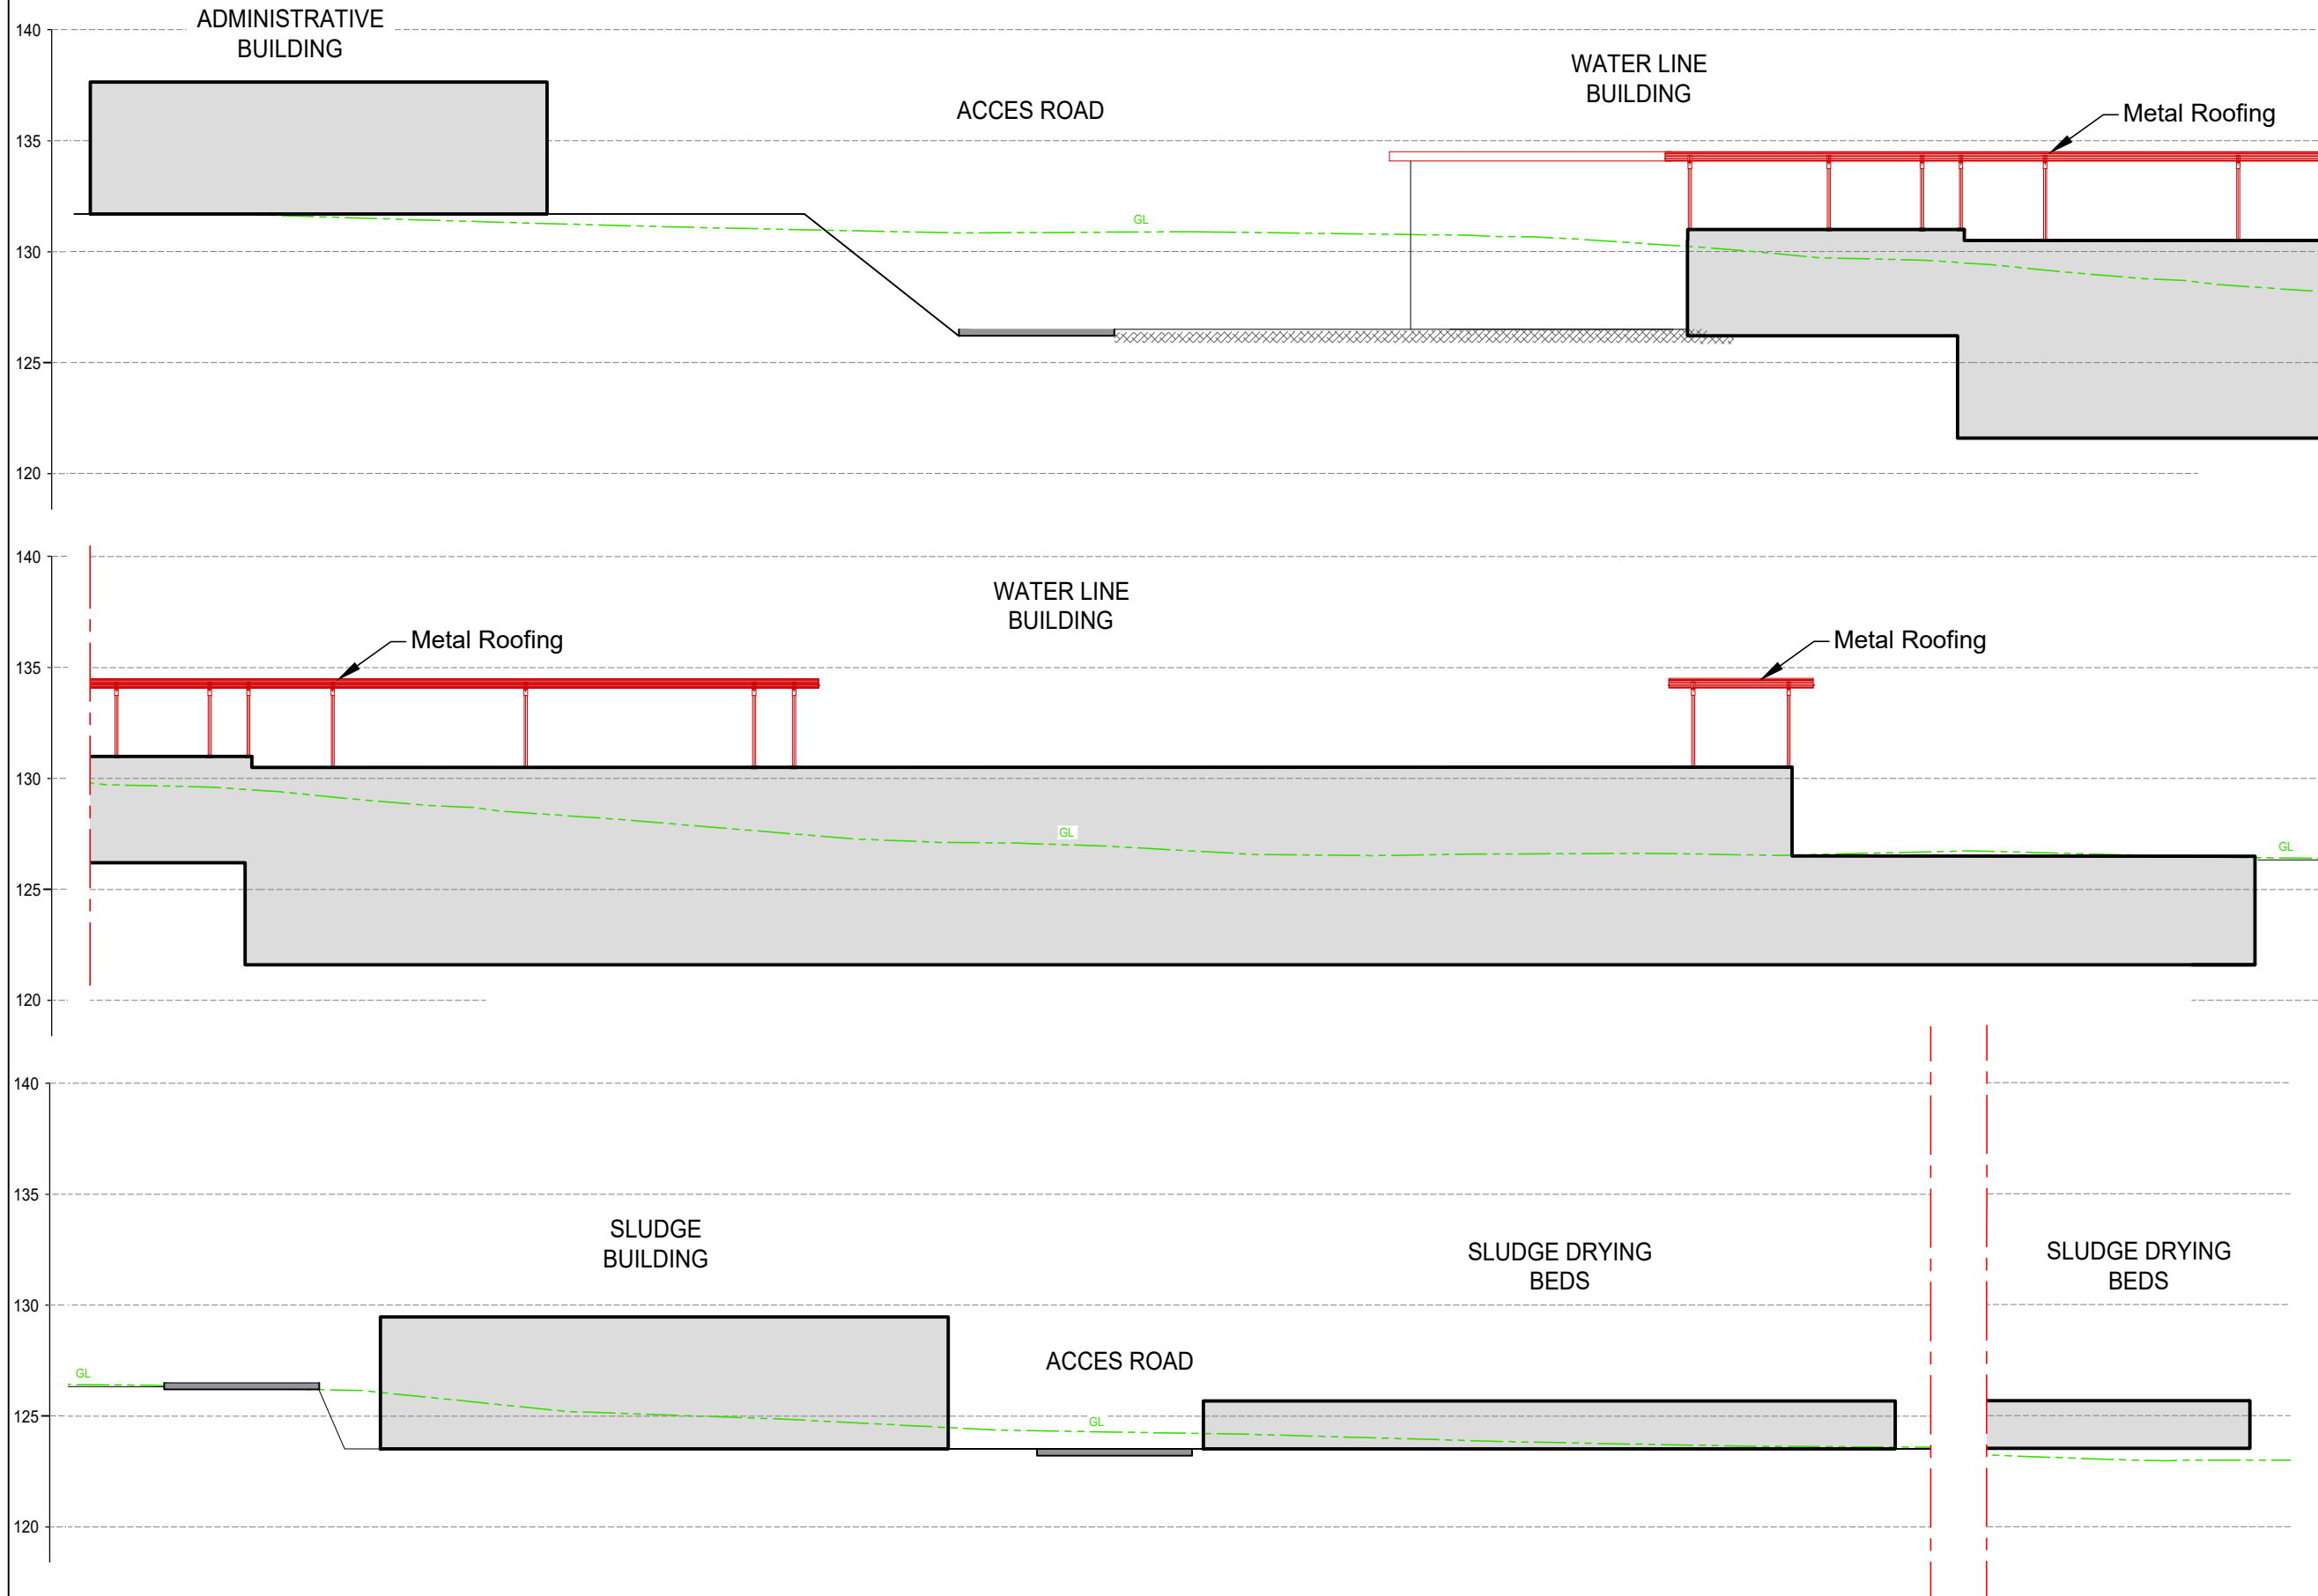 140
ADMINISTRATIVE
BUILDING
WATER LINE
BUILDING
ACCES ROAD
Metal Roofing
135
GL
130
125
120
140
WATER LINE
BUILDING
Metal Roofing
Metal Roofing
135
130
GL
GL
125
120
140
135
SLUDGE
BUILDING
SLUDGE DRYING
BEDS
SLUDGE DRYING
BEDS
130
ACCES ROAD
GL
125
GL
120